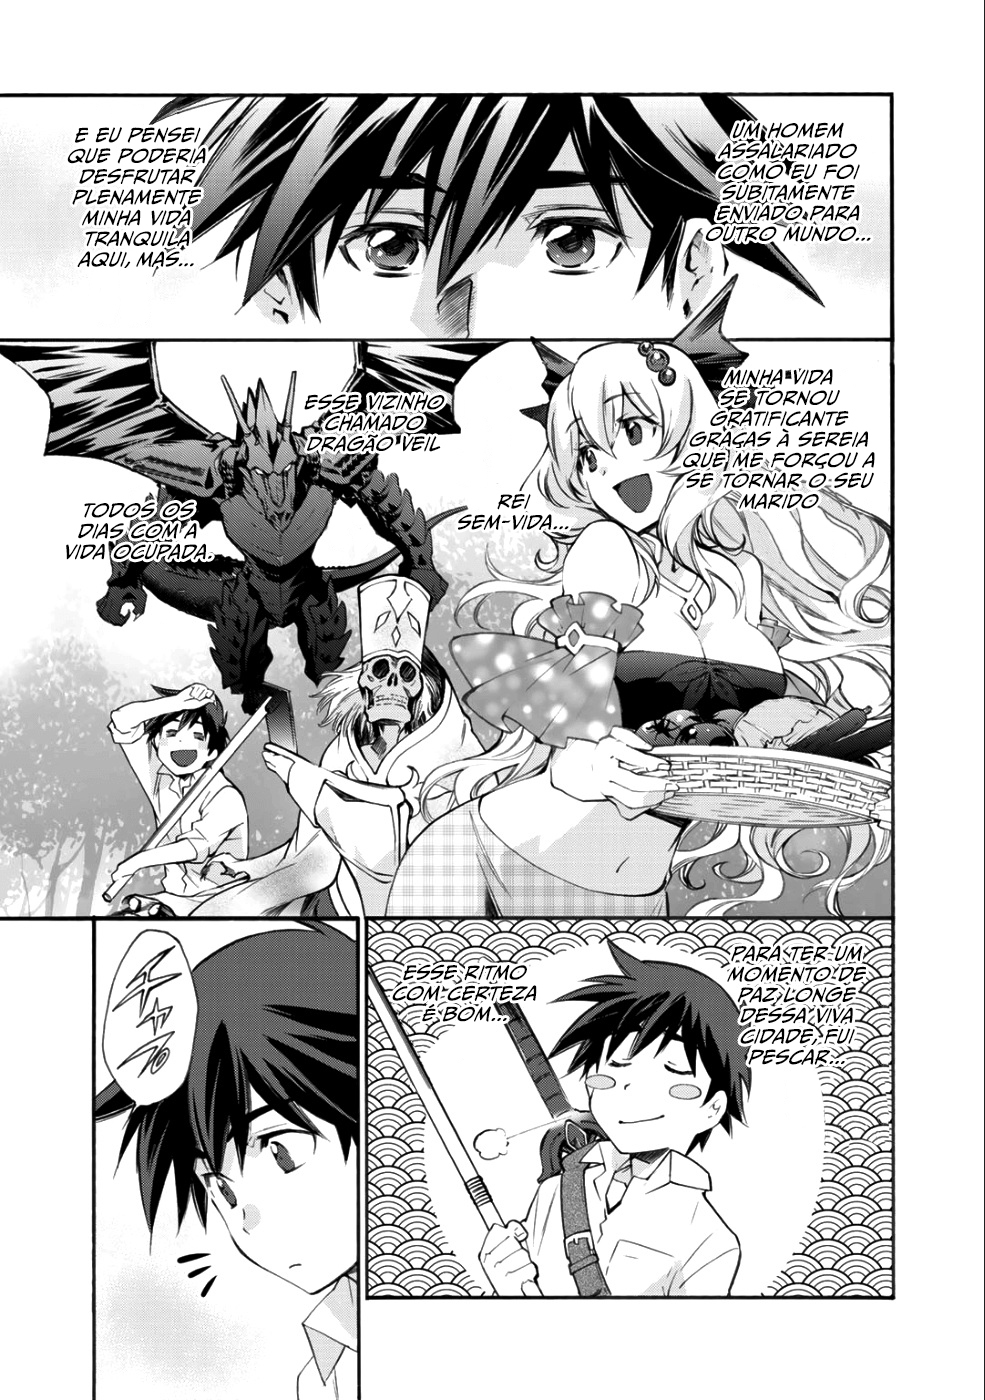 UM HOMEM
ASSALARIADO
COMO EU FOI
SUBITAMENTE
ENVIADO PARA
OUTRO MUNDO...
E EU PENSEI
QUE PODERIA
DESFRUTAR
PLENAMENTE
MINHA VIDA
TRANQUILA
AQUI, MAS...
MINHA VIDA
SE TORNOU
GRATIFICANTE
GRAÇAS À SEREIA
QUE ME FORÇOU A
SE TORNAR O SEU
MARIDO
REI
SEM-VIDA...
ESSE VIZINHO
CHAMADO
DRAGÃO VEIL
TODOS OS
DIAS COM A
VIDA OCUPADA.
PARA TER UM
MOMENTO DE
PAZ LONGE
DESSA VIVA
CIDADE, FUI
PESCAR...
ESSE RITMO
COM CERTEZA
É BOM...
チャプ